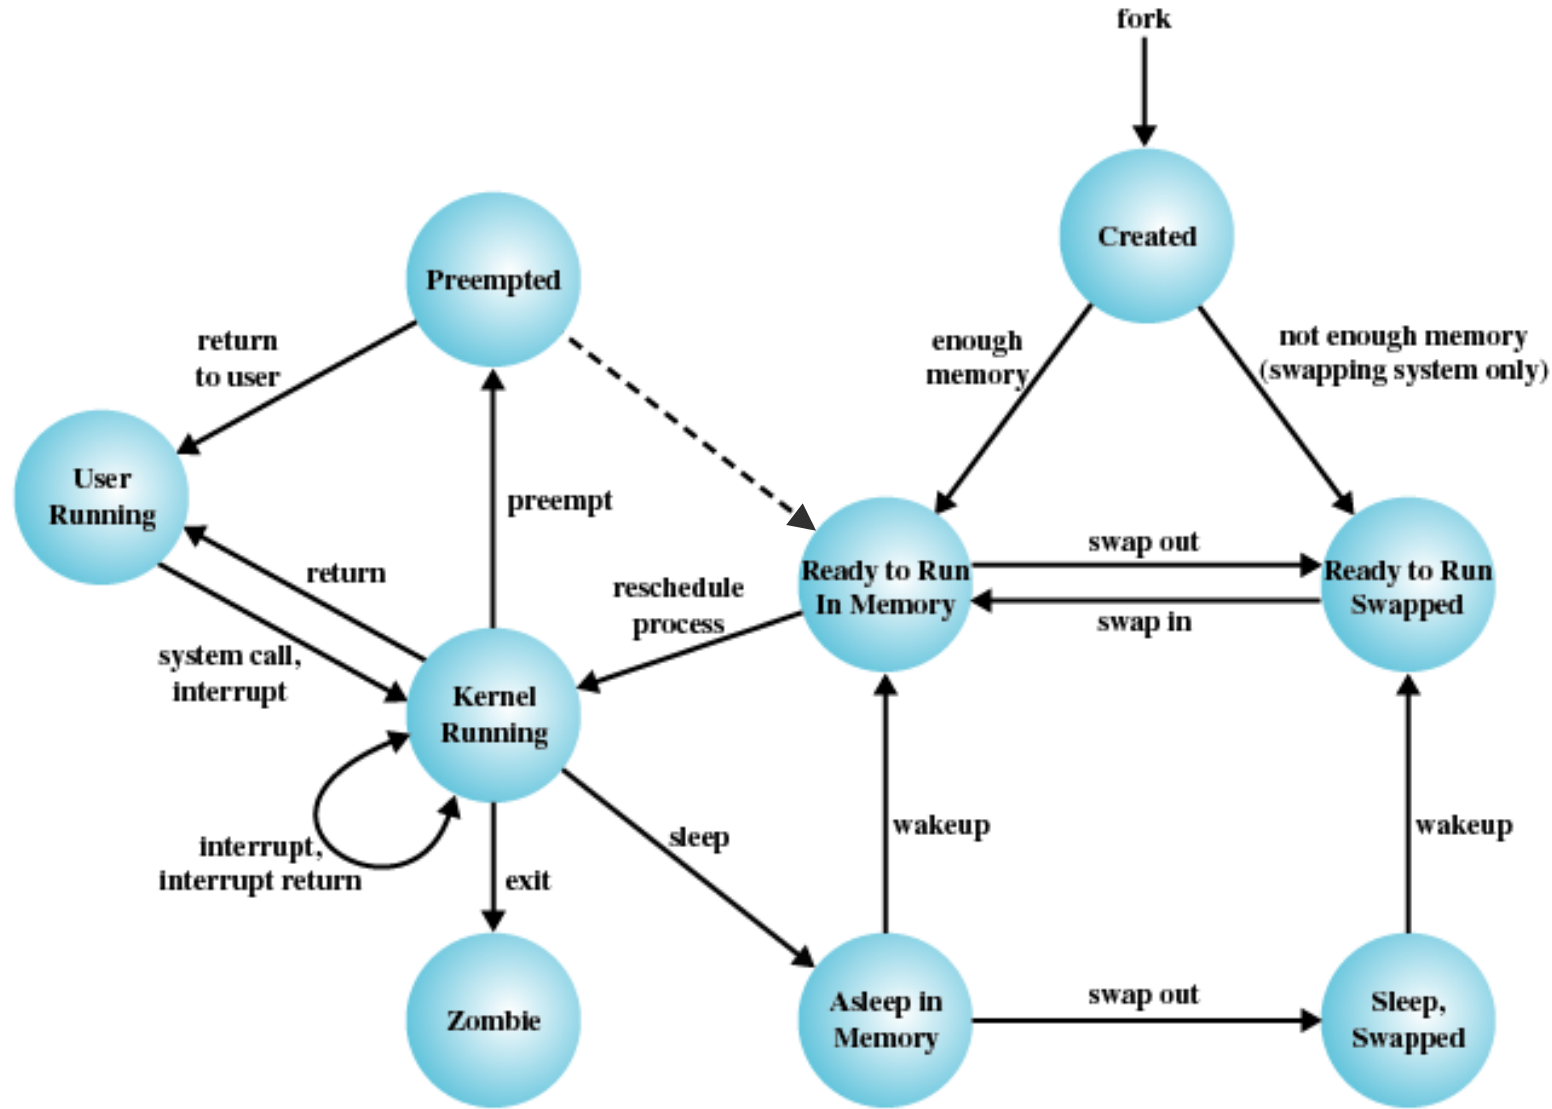 fork
Created
Preempted
return
to user
enough
memory
not enough memory
(swapping system only)
User
Running
preempt
return
reschedule
process
Ready to Run
In Memory
swap out
swap in
Ready to Run
Swapped
system call,
interrupt
Kernel
Running
interrupt,
interrupt return
exit
sleep
wakeup
wakeup
Zombie
Asleep in
Memory
swap out
Sleep,
Swapped